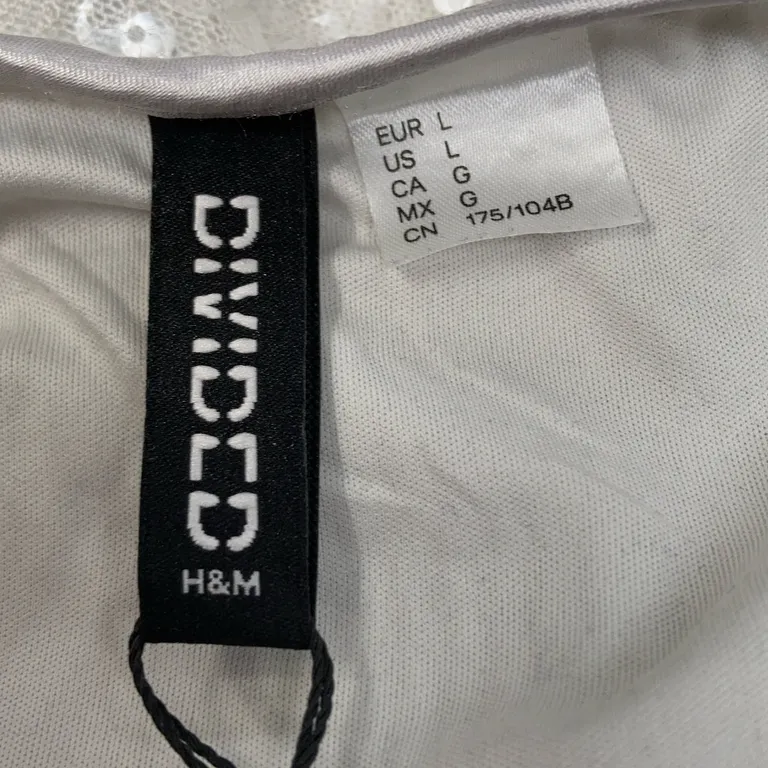 DIVIDED
H&M
EUR L
US L
CA G
MX G
CN 175/104B